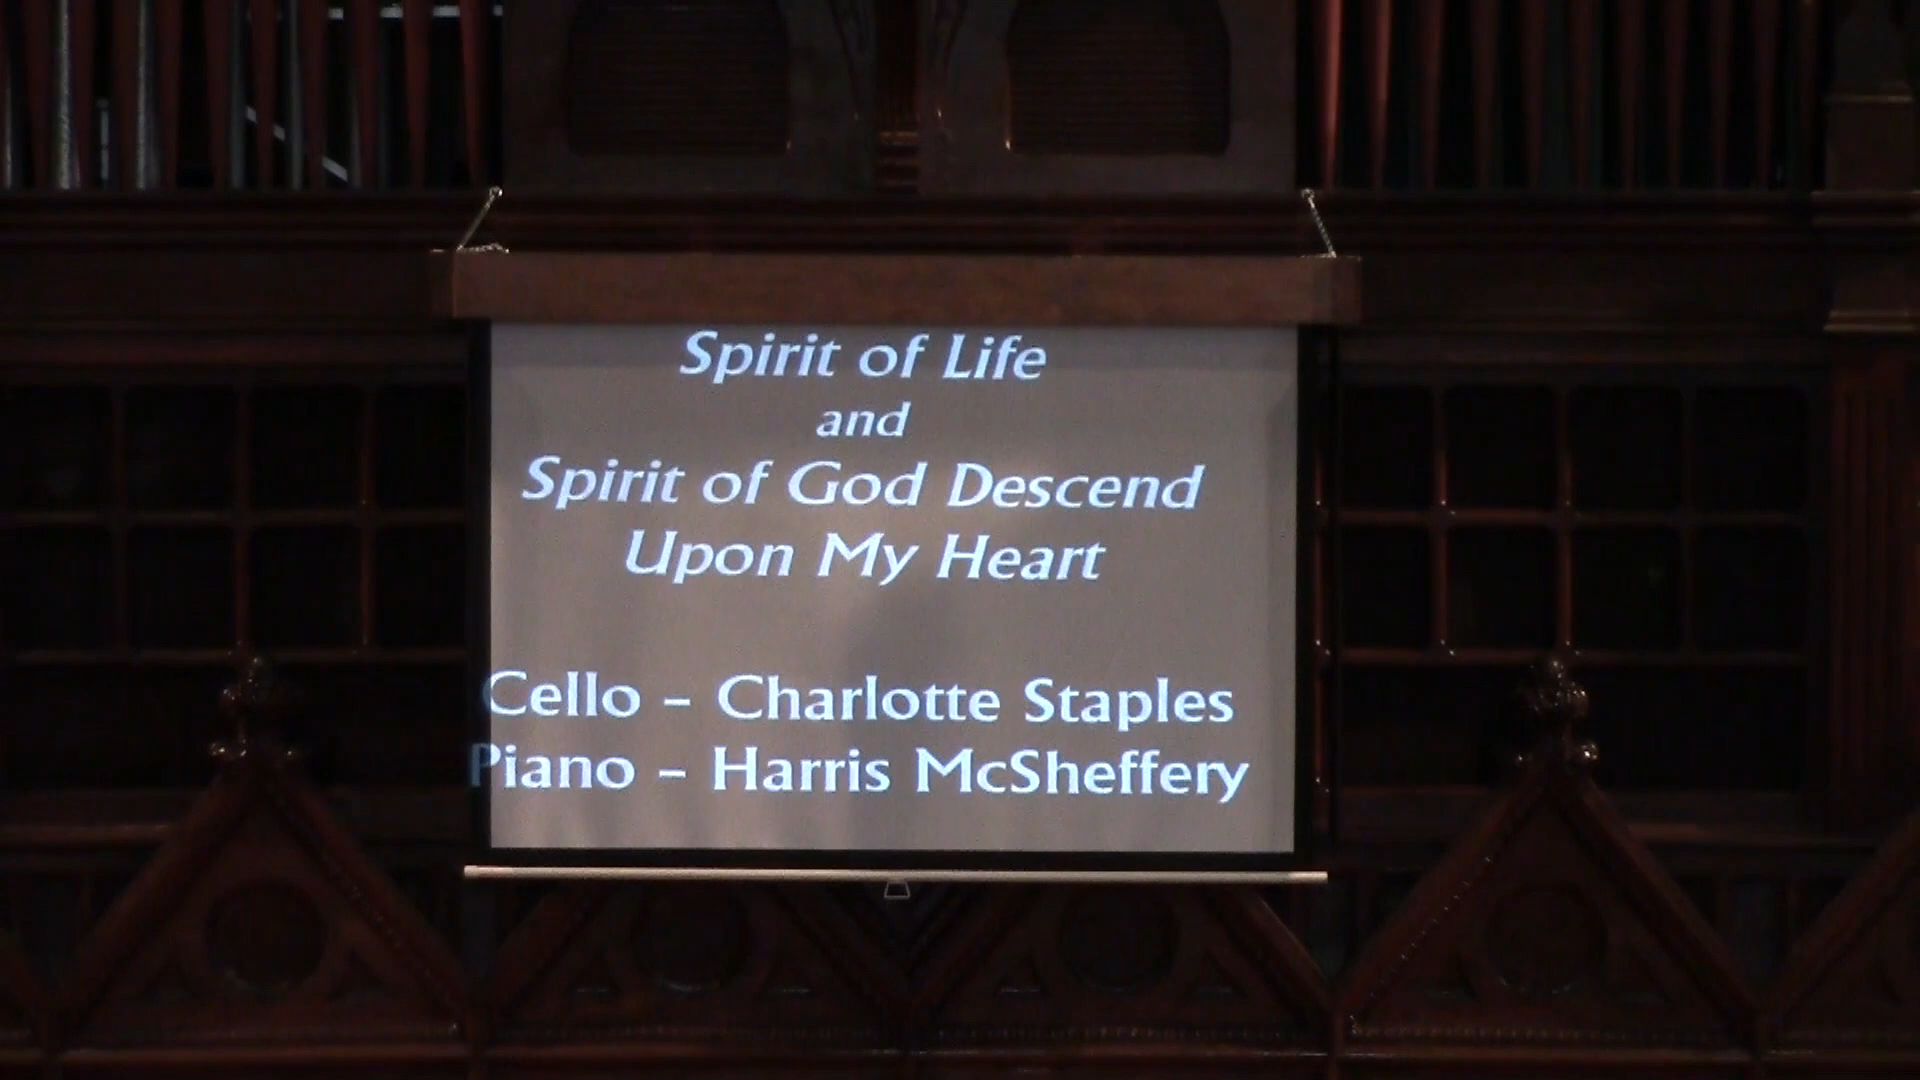 Spirit of Life
and
Spirit of God Descend
Upon My Heart
Cello – Charlotte Staples
Piano – Harris McSheffery